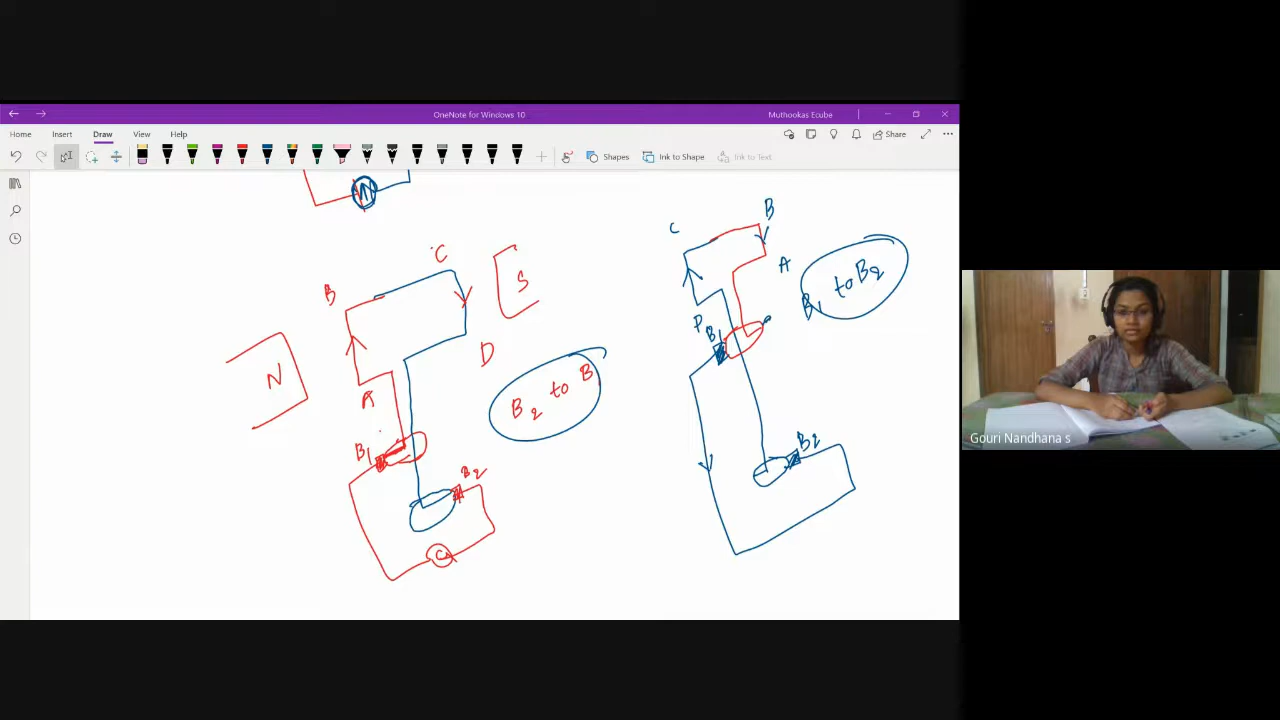 OneNote for Windows 10
Muthookas Ecube
Home Insert Draw View Help
Share
Shapes
Ink to Shape
Ink to Text
B
C
S
N
A
D
B1
B2
G
B2 to B1
C
B
A
B1
B2
B1 to B2
Gouri Nandhana s